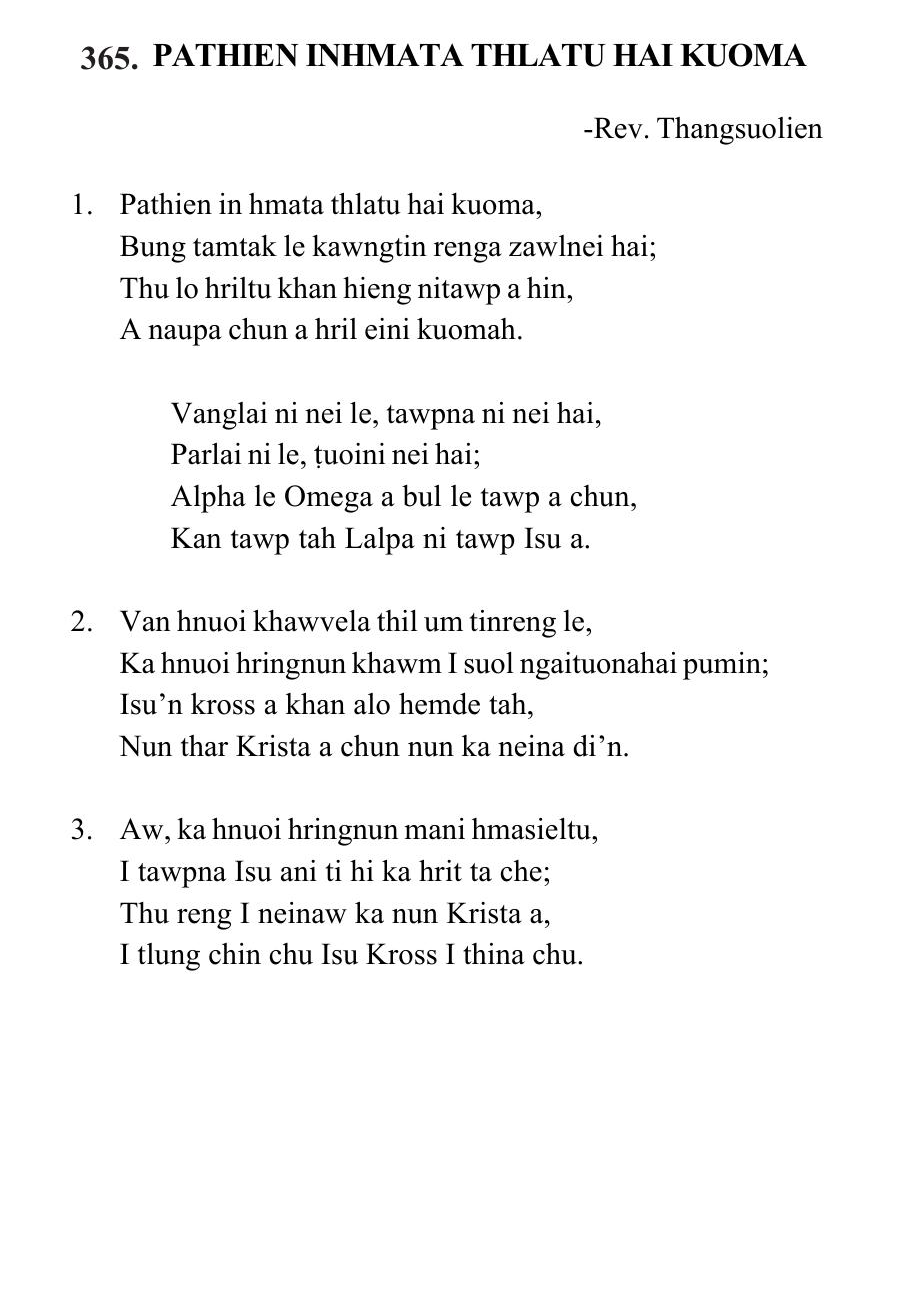 365. PATHIEN INHMATA THLATU HAI KUOMA
-Rev. Thangsuolien
1. Pathien in hmata thlatu hai kuoma,
Bung tamtak le kawngtin renga zawlnei hai;
Thu lo hriltu khan hieng nitawp a hin,
A naupa chun a hril eini kuomah.
Vanglai ni nei le, tawpna ni nei hai,
Parlai ni le, ṭuoini nei hai;
Alpha le Omega a bul le tawp a chun,
Kan tawp tah Lalpa ni tawp Isu a.
2. Van hnuoi khawvela thil um tinreng le,
Ka hnuoi hringnun khawm I suol ngaituonahai pumin;
Isu’n kross a khan alo hemde tah,
Nun thar Krista a chun nun ka neina di’n.
3. Aw, ka hnuoi hringnun mani hmasieltu,
I tawpna Isu ani ti hi ka hrit ta che;
Thu reng I neinaw ka nun Krista a,
I tlung chin chu Isu Kross I thina chu.